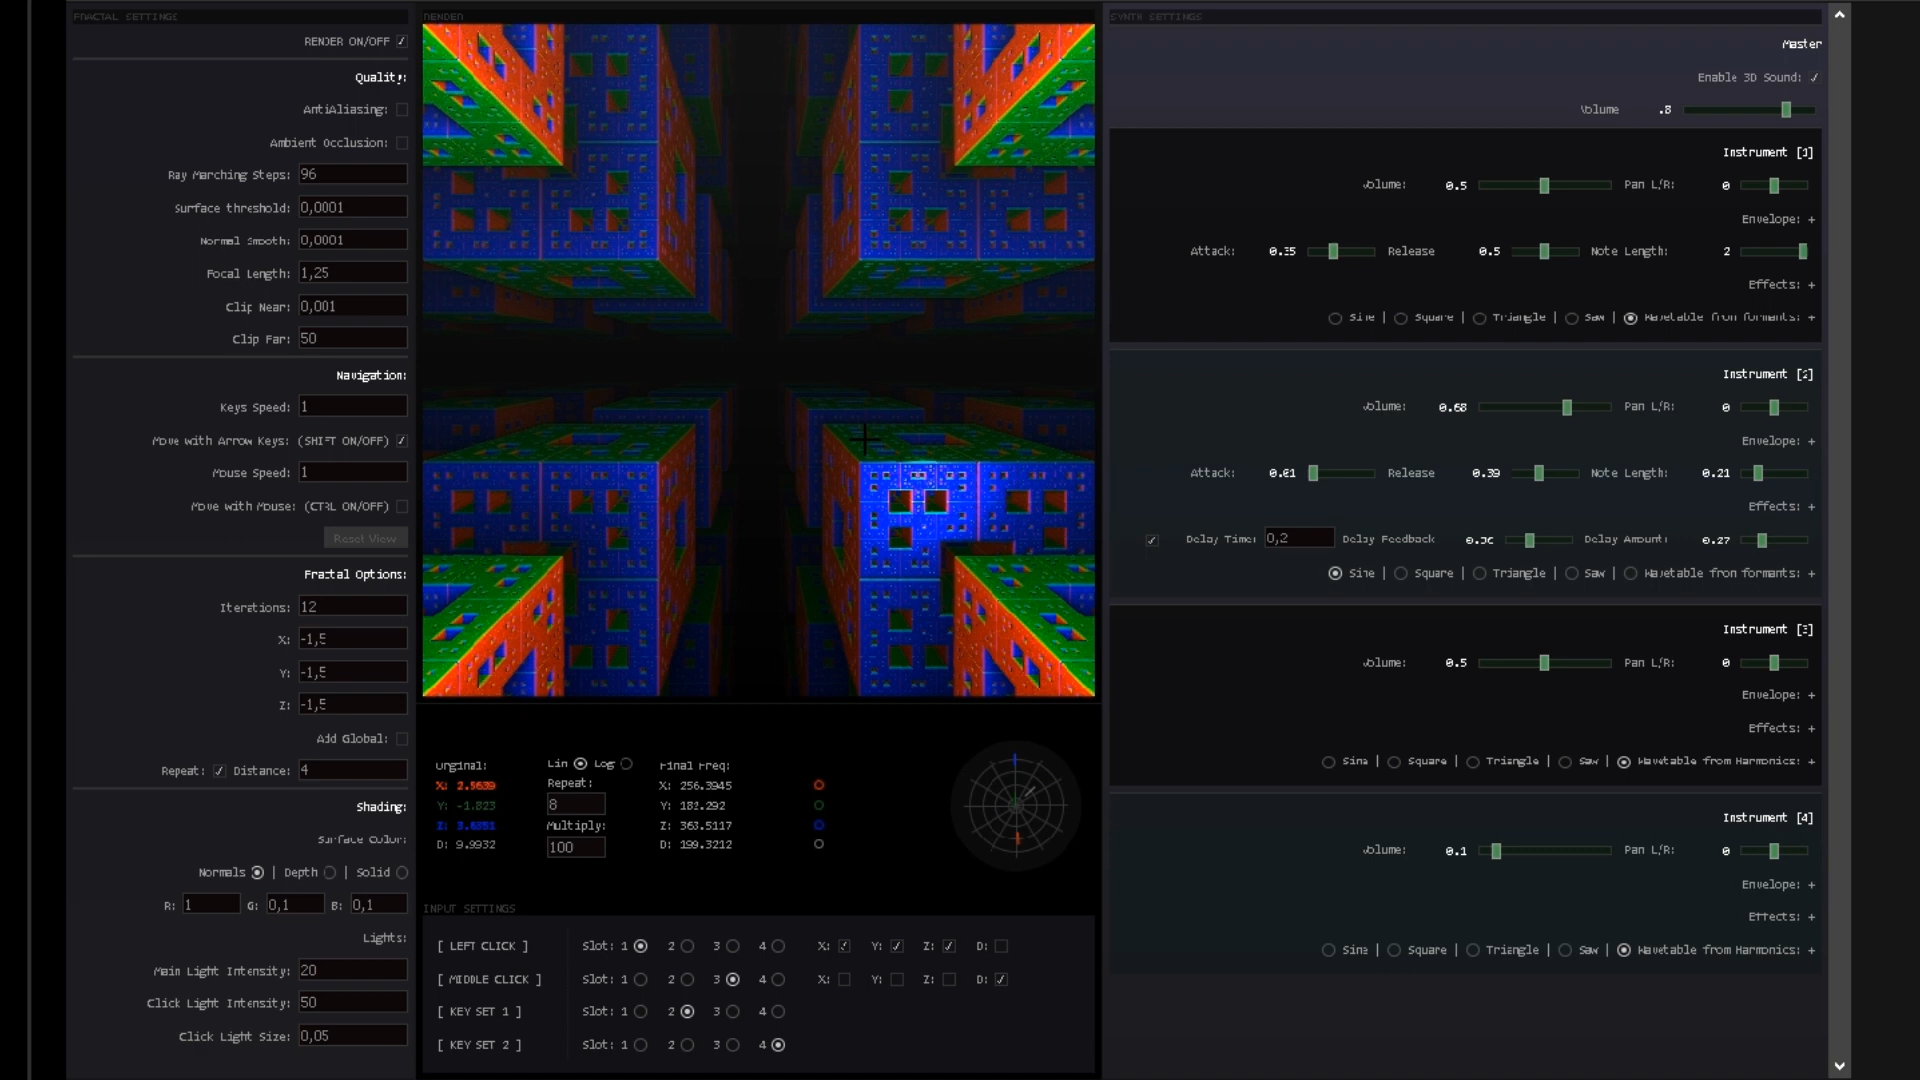 FRACTAL SETTINGS
RENDER ON/OFF
Quality:
AntiAliasing:
Ambient Occlusion:
Ray Marching Steps: 96
Surface threshold: 0,0001
Normal Smooth: 0,0001
Focal Length: 1,25
Clip Near: 0,001
Clip Far: 50
Navigation:
Keys Speed: 1
Move with Arrow Keys: (SHIFT ON/OFF)
Mouse Speed: 1
Move with Mouse: (CTRL ON/OFF)
Reset View
Fractal Options:
Iterations: 12
X: -1,5
Y: -1,5
Z: -1,5
Add Global:
Repeat: Distance: 4
Shading:
Surface Color:
Normals | Depth | Solid
R: 1 G: 0,1 B: 0,1
Lights:
Main Light Intensity: 20
Click Light Intensity: 50
Click Light Size: 0,05
RENDER
Original:
X: 2.5639
Y: -1.823
Z: 3.6351
D: 9.9932
Lin Log
Repeat:
8
Multiply:
100
Final Freq:
X: 256.3945
Y: 182.292
Z: 363.5117
D: 199.3212
INPUT SETTINGS
[ LEFT CLICK ] Slot: 1 2 3 4 X: Y: Z: D:
[ MIDDLE CLICK ] Slot: 1 2 3 4 X: Y: Z: D:
[ KEY SET 1 ] Slot: 1 2 3 4
[ KEY SET 2 ] Slot: 1 2 3 4
SYNTH SETTINGS
Master
Enable 3D Sound:
Volume .8
Instrument [1]
Volume: 0.5 Pan L/R: 0
Envelope: +
Attack: 0.35 Release 0.5 Note Length: 2
Effects: +
Sine | Square | Triangle | Saw | Wavetable from formants: +
Instrument [2]
Volume: 0.68 Pan L/R: 0
Envelope: +
Attack: 0.01 Release 0.39 Note Length: 0.21
Effects: +
Delay Time: 0,2 Delay Feedback Delay Amount: 0.27
Sine | Square | Triangle | Saw | Wavetable from formants: +
Instrument [3]
Volume: 0.5 Pan L/R: 0
Envelope: +
Effects: +
Sine | Square | Triangle | Saw | Wavetable from Harmonics: +
Instrument [4]
Volume: 0.1 Pan L/R: 0
Envelope: +
Effects: +
Sine | Square | Triangle | Saw | Wavetable from Harmonics: +